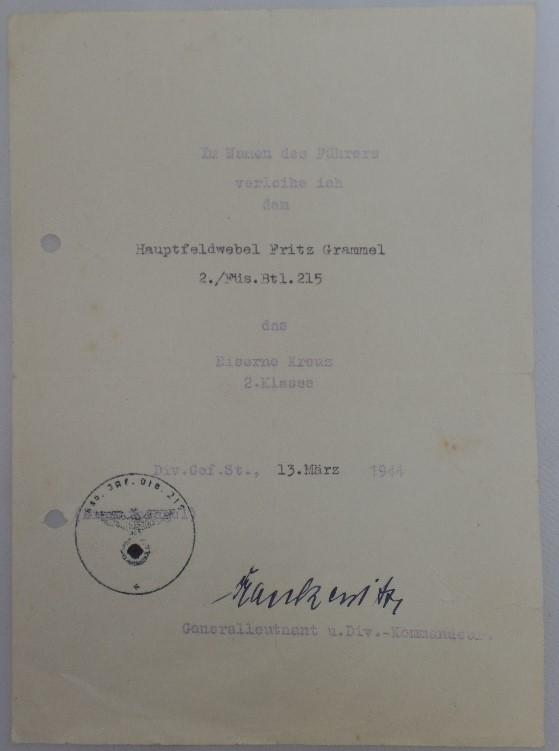 Im Namen des Führers
verleihe ich
dem
Hauptfeldwebel Fritz Grammel
2./Füs.Btl.215
das
Eiserne Kreuz
2.Klasse
Div.Gef.St., 13.März 1944
Generalleutnant u.Div.-Kommandeur.